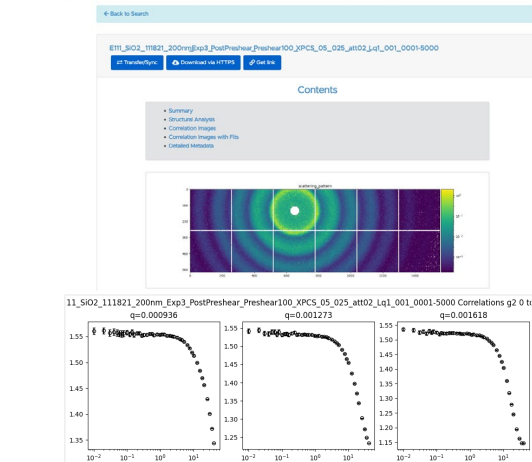 ← Back to Search
E111_SiO2_111821_200nm_Exp3_PostPreshear_Preshear100_XPCS_05_025_att02_Lq1_001_0001-5000
Transfer/Sync Download via HTTPS Get link
Contents
Summary
Structural Analysis
Correlation Images
Correlation Images with Fits
Detailed Metadata
scattering_pattern
11_SiO2_111821_200nm_Exp3_PostPreshear_Preshear100_XPCS_05_025_att02_Lq1_001_0001-5000 Correlations g2 0 to
q=0.000936 q=0.001273 q=0.001618
1.55
1.50
1.45
1.40
1.35
1.55
1.50
1.45
1.40
1.35
1.30
1.25
1.55
1.50
1.45
1.40
1.35
1.30
1.25
1.20
1.15
10⁻² 10⁻¹ 10⁰ 10¹ 10⁻² 10⁻¹ 10⁰ 10¹ 10⁻² 10⁻¹ 10⁰ 10¹